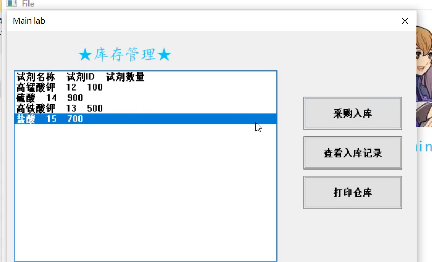 File
Main lab
★库存管理★
试剂名称 试剂ID 试剂数量
高锰酸钾 12 100
硫酸 14 900
高铁酸钾 13 500
盐酸 15 700
采购入库
查看入库记录
打印仓库